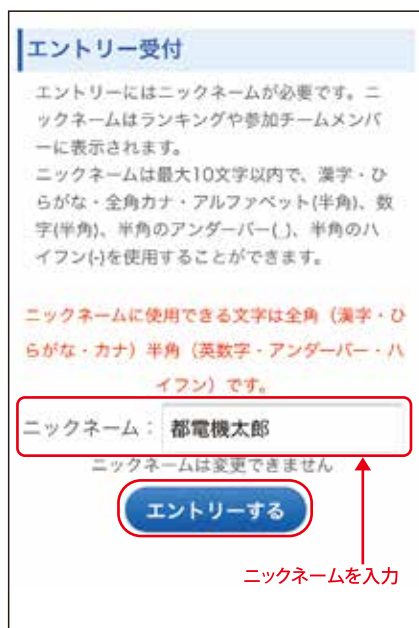 エントリー受付
エントリーにはニックネームが必要です。ニ
ックネームはランキングや参加チームメンバ
ーに表示されます。
ニックネームは最大10文字以内で、漢字・ひ
らがな・全角カナ・アルファベット(半角)、数
字(半角)、半角のアンダーバー(_)、半角のハ
イフン(-)を使用することができます。
ニックネームに使用できる文字は全角（漢字・ひ
らがな・カナ）半角（英数字・アンダーバー・ハ
イフン）です。
ニックネーム： 都電機太郎
ニックネームは変更できません
エントリーする
ニックネームを入力